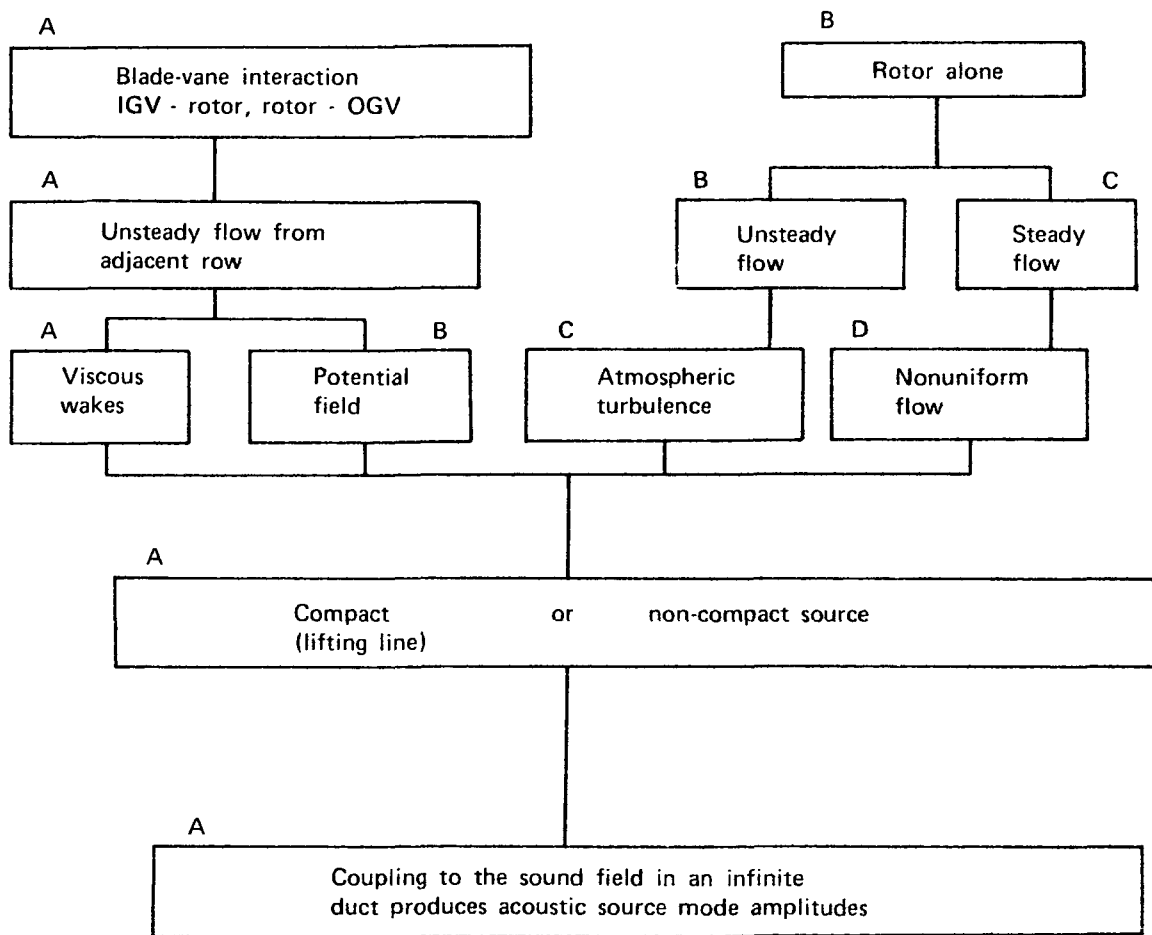 A
Blade-vane interaction
IGV - rotor, rotor - OGV
B
Rotor alone
A
Unsteady flow from
adjacent row
B
Unsteady
flow
C
Steady
flow
A
Viscous
wakes
B
Potential
field
C
Atmospheric
turbulence
D
Nonuniform
flow
A
Compact or non-compact source
(lifting line)
A
Coupling to the sound field in an infinite
duct produces acoustic source mode amplitudes